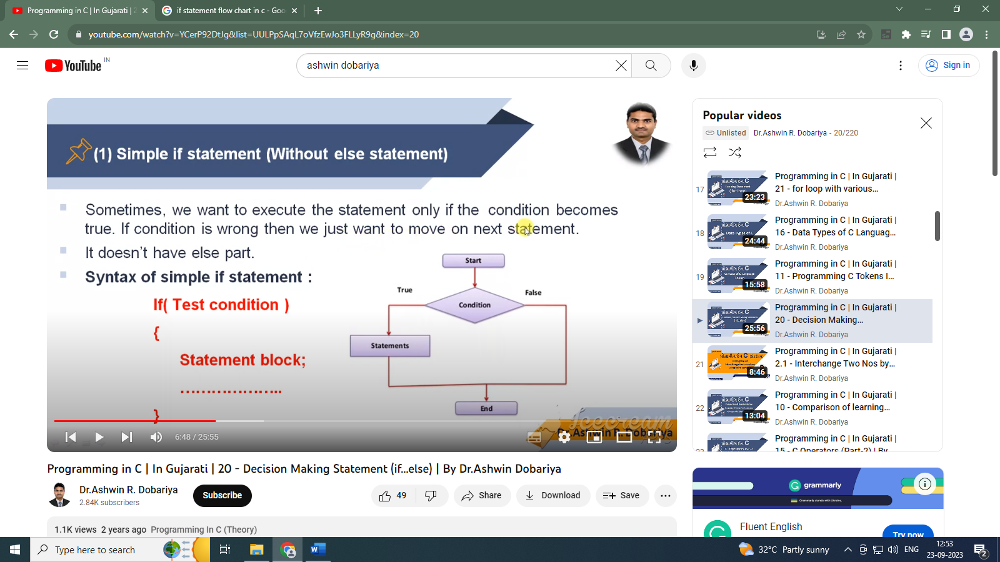 Programming in C | In Gujarati | 2
if statement flow chart in c - Goo
youtube.com/watch?v=YCerP92DtJg&list=UULPpSAqL7oVfzEwJo3FLLyR9g&index=20
YouTube IN
ashwin dobariya
Sign in
(1) Simple if statement (Without else statement)
Sometimes, we want to execute the statement only if the condition becomes
true. If condition is wrong then we just want to move on next statement.
It doesn't have else part.
Syntax of simple if statement :
If( Test condition )
{
Statement block;
....................
}
Start
True
False
Condition
Statements
End
Icecream
Dr.Ashwin R. Dobariya
6:48 / 25:55
Popular videos
Unlisted Dr.Ashwin R. Dobariya - 20/220
17
23:23
Programming in C | In Gujarati |
21 - for loop with various...
Dr.Ashwin R. Dobariya
18
Data Types of C
24:44
Programming in C | In Gujarati |
16 - Data Types of C Languag...
Dr.Ashwin R. Dobariya
19
15:58
Programming in C | In Gujarati |
11 - Programming C Tokens I...
Dr.Ashwin R. Dobariya
25:56
Programming in C | In Gujarati |
20 - Decision Making...
Dr.Ashwin R. Dobariya
21
8:46
Programming in C | In Gujarati |
2.1 - Interchange Two Nos by...
Dr.Ashwin R. Dobariya
22
13:04
Programming in C | In Gujarati |
10 - Comparison of learning...
Dr.Ashwin R. Dobariya
Programming in C | In Gujarati |
15 - C Operators (Part-2) | By
Programming in C | In Gujarati | 20 - Decision Making Statement (if...else) | By Dr.Ashwin Dobariya
Dr.Ashwin R. Dobariya
2.84K subscribers
Subscribe
49
Share
Download
Save
1.1K views 2 years ago Programming In C (Theory)
grammarly
Grammarly stands with Ukraine.
Fluent English
Try now
Type here to search
32°C Partly sunny
ENG
12:53
23-09-2023
2